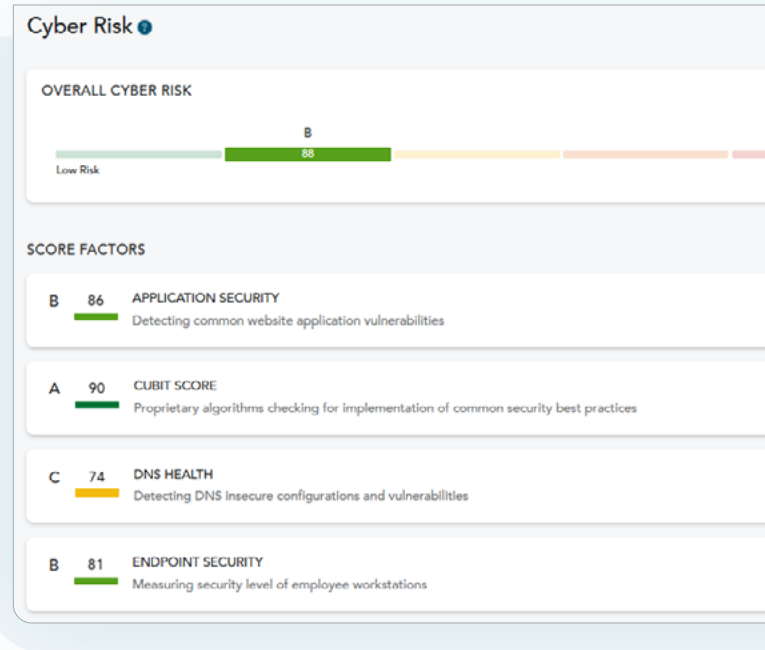 Cyber Risk ?
OVERALL CYBER RISK
B
88
Low Risk
SCORE FACTORS
B 86 APPLICATION SECURITY
Detecting common website application vulnerabilities
A 90 CUBIT SCORE
Proprietary algorithms checking for implementation of common security best practices
C 74 DNS HEALTH
Detecting DNS insecure configurations and vulnerabilities
B 81 ENDPOINT SECURITY
Measuring security level of employee workstations